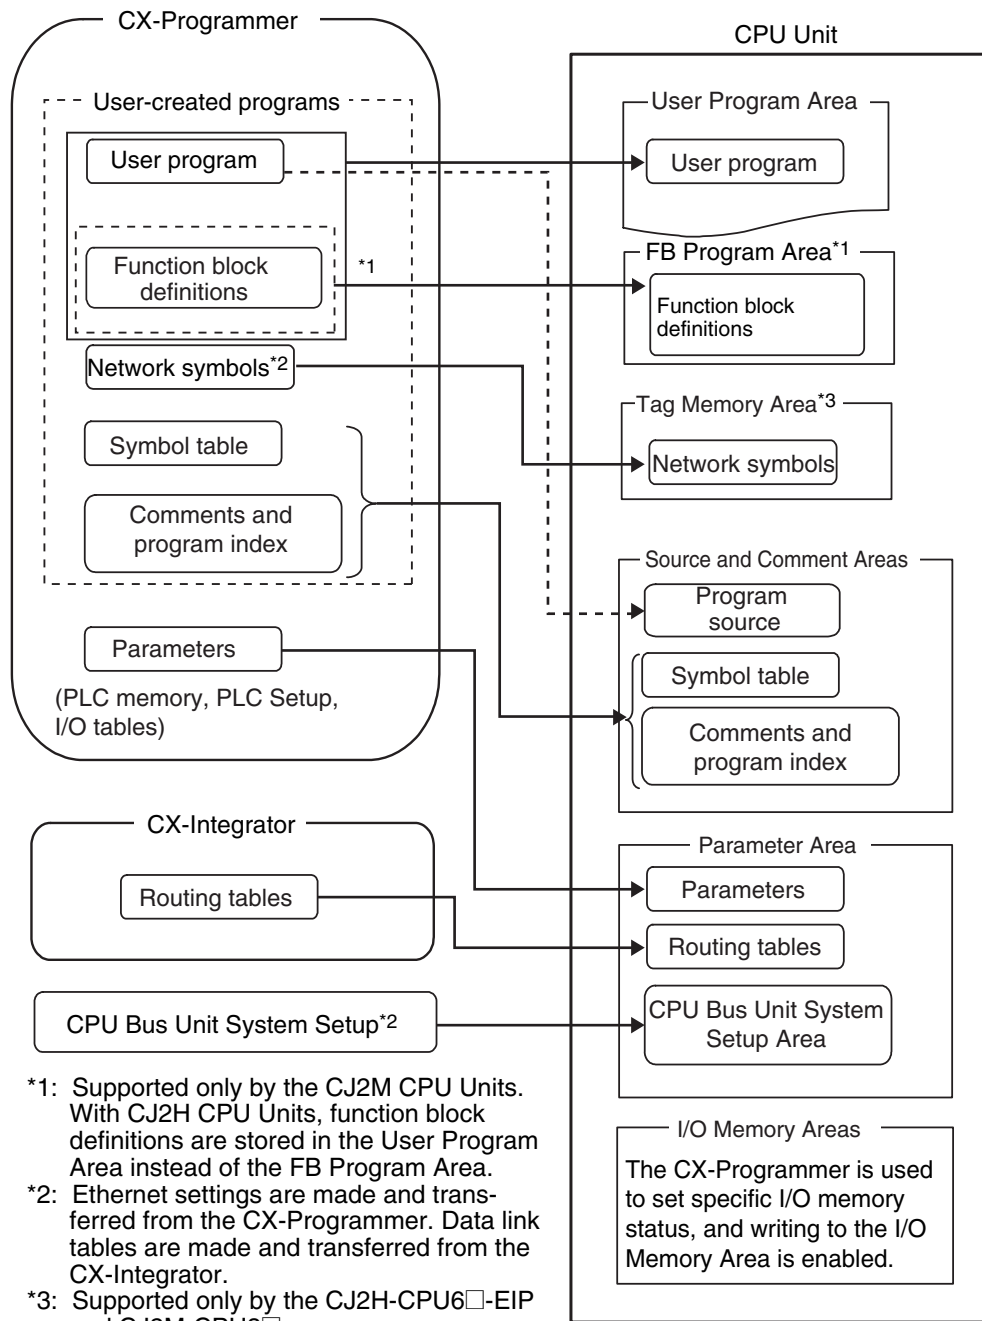 CX-Programmer
User-created programs
User program
Function block
definitions
*1
Network symbols*2
Symbol table
Comments and
program index
Parameters
(PLC memory, PLC Setup,
I/O tables)
CX-Integrator
Routing tables
CPU Bus Unit System Setup*2
*1: Supported only by the CJ2M CPU Units.
With CJ2H CPU Units, function block
definitions are stored in the User Program
Area instead of the FB Program Area.
*2: Ethernet settings are made and trans-
ferred from the CX-Programmer. Data link
tables are made and transferred from the
CX-Integrator.
*3: Supported only by the CJ2H-CPU6□-EIP
CPU Unit
User Program Area
User program
FB Program Area*1
Function block
definitions
Tag Memory Area*3
Network symbols
Source and Comment Areas
Program
source
Symbol table
Comments and
program index
Parameter Area
Parameters
Routing tables
CPU Bus Unit System
Setup Area
I/O Memory Areas
The CX-Programmer is used
to set specific I/O memory
status, and writing to the I/O
Memory Area is enabled.